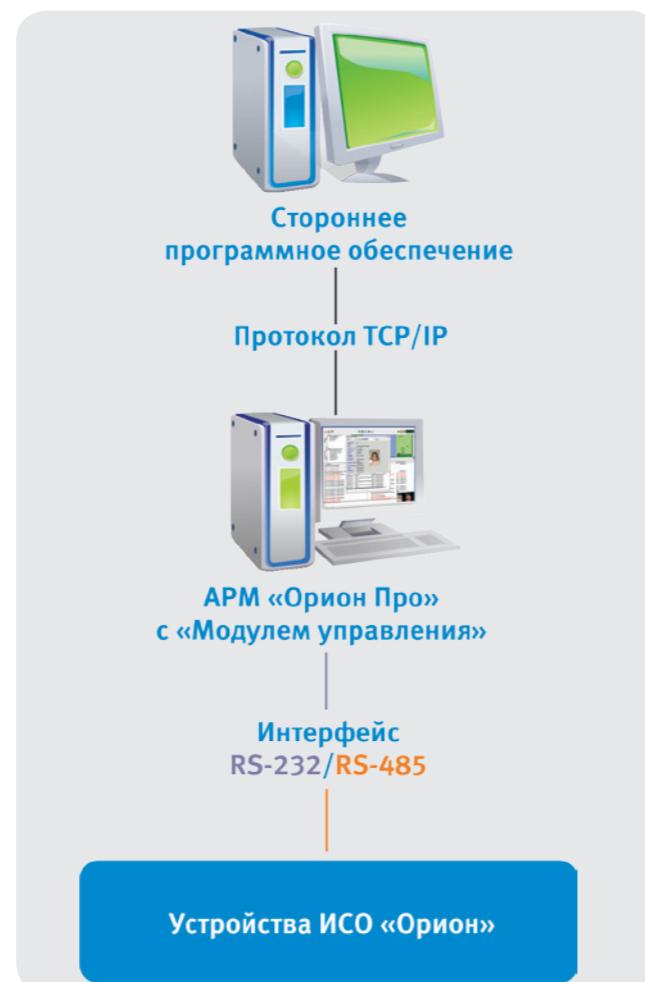 Стороннее
программное обеспечение
Протокол TCP/IP
АРМ «Орион Про»
с «Модулем управления»
Интерфейс
RS-232/RS-485
Устройства ИСО «Орион»